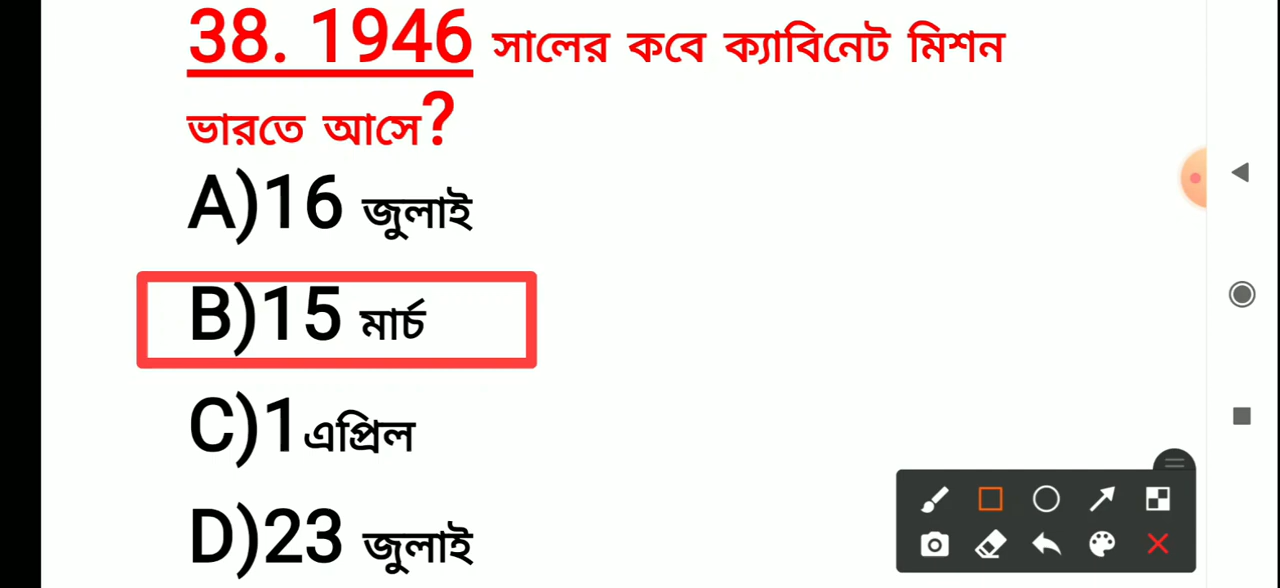 38. 1946 সালের কবে ক্যাবিনেট মিশন
ভারতে আসে?
A)16 জুলাই
B)15 মার্চ
C)1এপ্রিল
D)23 জুলাই